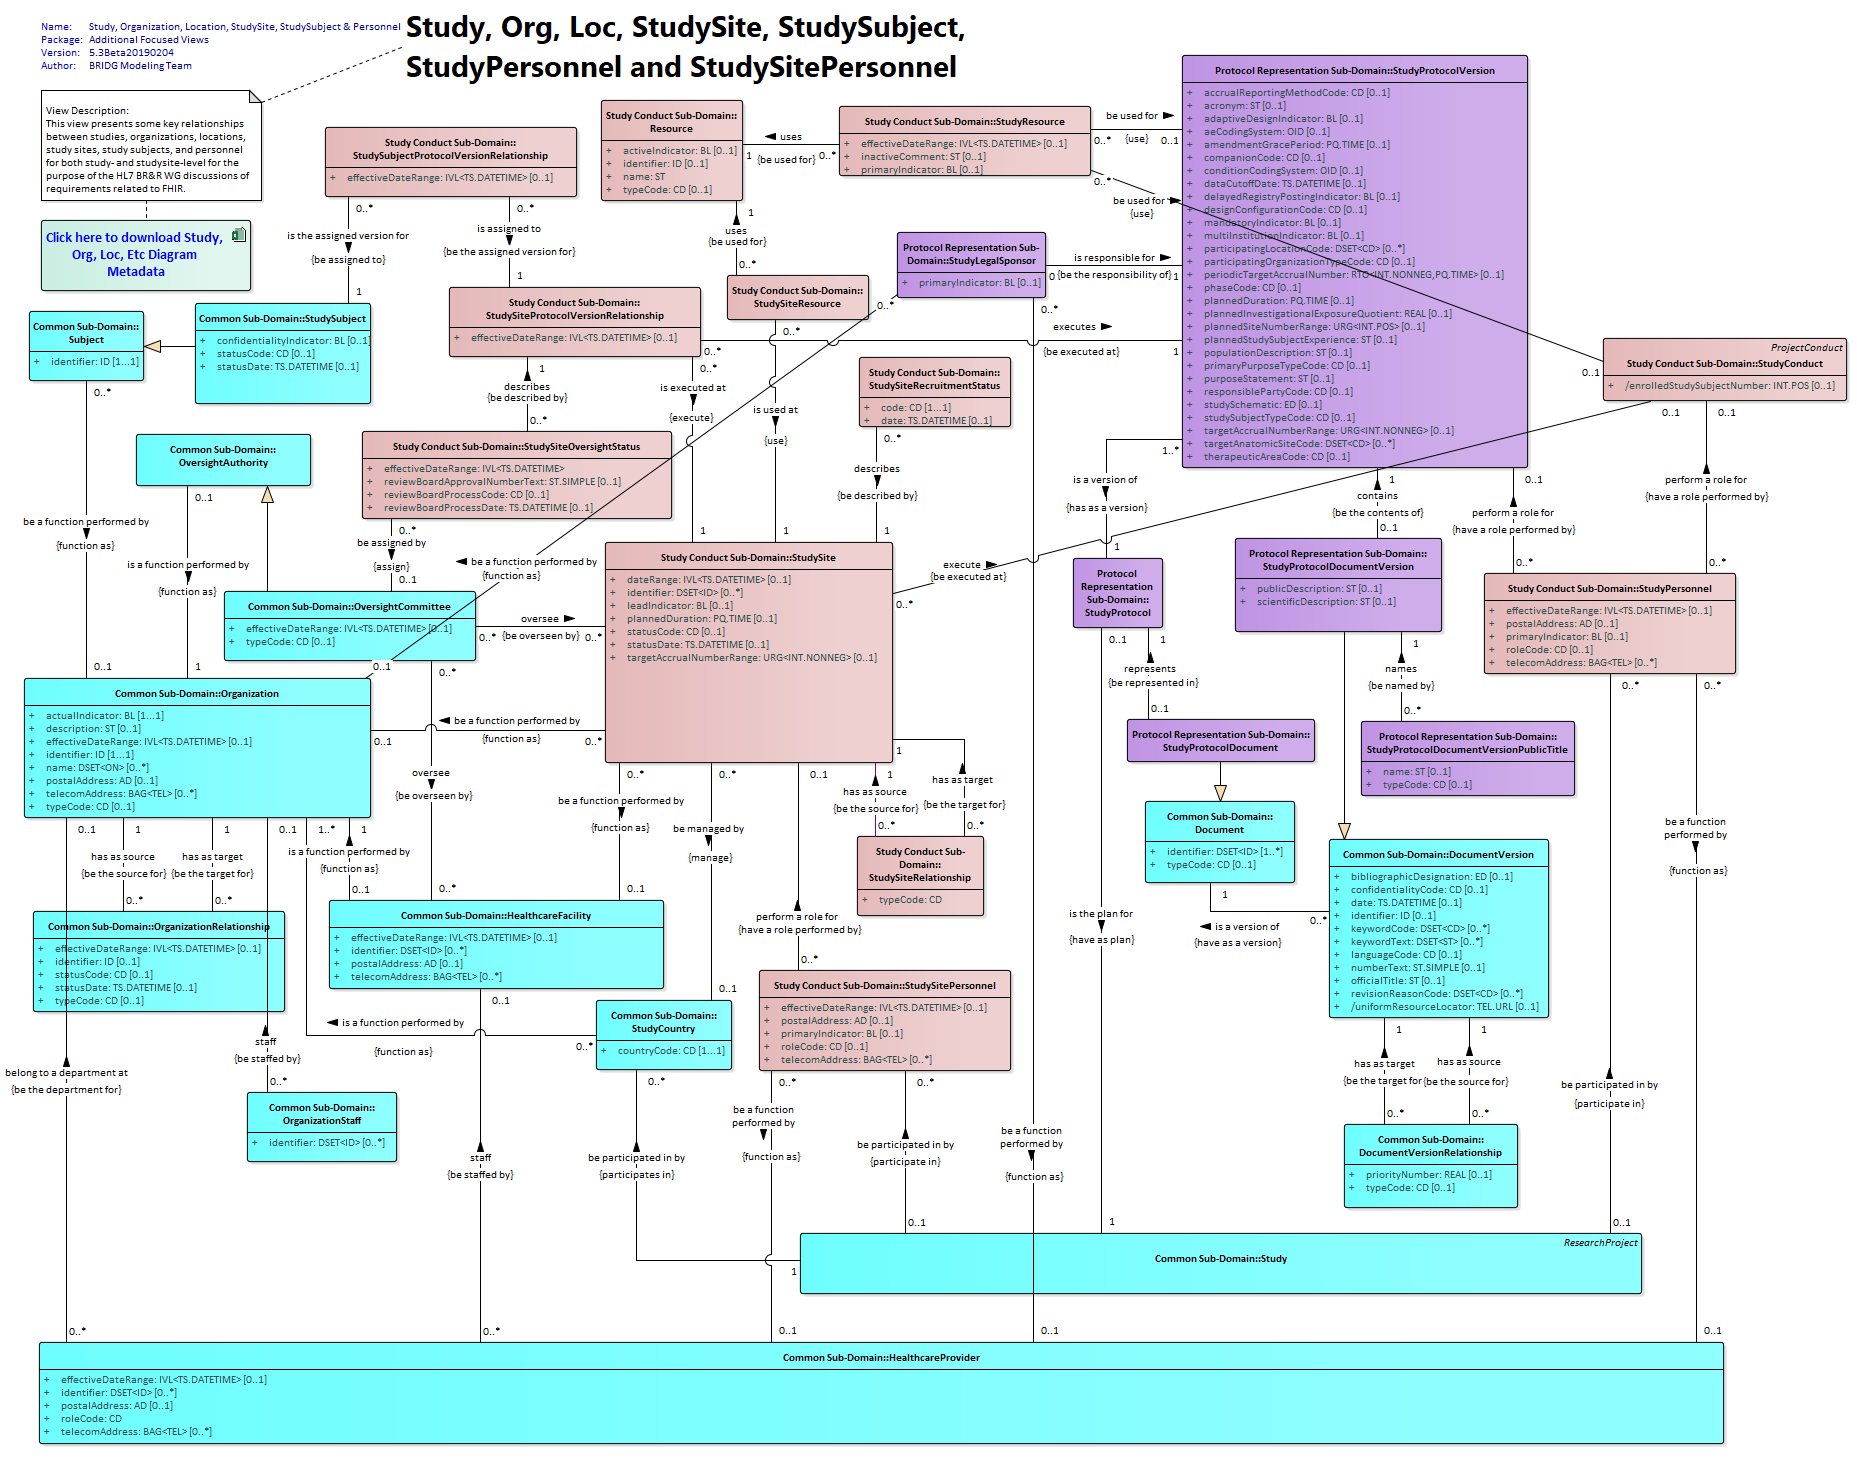 Name: Study, Organization, Location, StudySite, StudySubject & Personnel
Package: Additional Focused Views
Version: 5.3Beta20190204
Author: BRIDG Modeling Team
Study, Org, Loc, StudySite, StudySubject,
StudyPersonnel and StudySitePersonnel
View Description:
This view presents some key relationships
between studies, organizations, locations,
study sites, study subjects, and personnel
for both study- and studysite-level for the
purpose of the HL7 BR&R WG discussions of
requirements related to FHIR.
Click here to download Study,
Org, Loc, Etc Diagram
Metadata
Study Conduct Sub-Domain::
StudySubjectProtocolVersionRelationship
+ effectiveDateRange: IVL<TS.DATETIME> [0..1]
0..*
0..*
is the assigned version for
{be assigned to}
1
is assigned to
{be the assigned version for}
1
Study Conduct Sub-Domain::
Resource
+ activeIndicator: BL [0..1]
+ identifier: ID [0..1]
+ name: ST
+ typeCode: CD [0..1]
uses
1
{be used for}
0..*
Study Conduct Sub-Domain::StudyResource
+ effectiveDateRange: IVL<TS.DATETIME> [0..1]
+ inactiveComment: ST [0..1]
+ primaryIndicator: BL [0..1]
be used for
0..*
{use}
0..1
0..*
be used for
{use}
1
uses
{be used for}
0..*
Study Conduct Sub-Domain::
StudySiteResource
0..*
is used at
{use}
1
Protocol Representation Sub-
Domain::StudyLegalSponsor
+ primaryIndicator: BL [0..1]
is responsible for
0
{be the responsibility of}
1
0..*
0..*
Protocol Representation Sub-Domain::StudyProtocolVersion
+ accrualReportingMethodCode: CD [0..1]
+ acronym: ST [0..1]
+ adaptiveDesignIndicator: BL [0..1]
+ aeCodingSystem: OID [0..1]
+ amendmentGracePeriod: PQ.TIME [0..1]
+ companionCode: CD [0..1]
+ conditionCodingSystem: OID [0..1]
+ dataCutoffDate: TS.DATETIME [0..1]
+ delayedRegistryPostingIndicator: BL [0..1]
+ designConfigurationCode: CD [0..1]
+ mandatoryIndicator: BL [0..1]
+ multiInstitutionIndicator: BL [0..1]
+ participatingLocationCode: DSET<CD> [0..*]
+ participatingOrganizationTypeCode: CD [0..1]
+ periodicTargetAccrualNumber: RTO<INT.NONNEG,PQ.TIME> [0..1]
+ phaseCode: CD [0..1]
+ plannedDuration: PQ.TIME [0..1]
+ plannedInvestigationalExposureQuotient: REAL [0..1]
+ plannedSiteNumberRange: URG<INT.POS> [0..1]
+ plannedStudySubjectExperience: ST [0..1]
+ populationDescription: ST [0..1]
+ primaryPurposeTypeCode: CD [0..1]
+ purposeStatement: ST [0..1]
+ responsiblePartyCode: CD [0..1]
+ studySchematic: ED [0..1]
+ studySubjectTypeCode: CD [0..1]
+ targetAccrualNumberRange: URG<INT.NONNEG> [0..1]
+ targetAnatomicSiteCode: DSET<CD> [0..*]
+ therapeuticAreaCode: CD [0..1]
Common Sub-Domain::
Subject
+ identifier: ID [1...1]
Common Sub-Domain::StudySubject
+ confidentialityIndicator: BL [0..1]
+ statusCode: CD [0..1]
+ statusDate: TS.DATETIME [0..1]
Study Conduct Sub-Domain::
StudySiteProtocolVersionRelationship
+ effectiveDateRange: IVL<TS.DATETIME> [0..1]
executes
0..*
{be executed at}
1
0..*
is executed at
{execute}
1
1
describes
{be described by}
0..*
Study Conduct Sub-Domain::
StudySiteRecruitmentStatus
+ code: CD [1...1]
+ date: TS.DATETIME [0..1]
0..*
describes
{be described by}
1
ProjectConduct
Study Conduct Sub-Domain::StudyConduct
+ /enrolledStudySubjectNumber: INT.POS [0..1]
0..1
0..1
0..1
perform a role for
{have a role performed by}
0..*
0..*
be a function performed by
{function as}
0..1
Common Sub-Domain::
OversightAuthority
0..1
is a function performed by
{function as}
1
Study Conduct Sub-Domain::StudySiteOversightStatus
+ effectiveDateRange: IVL<TS.DATETIME>
+ reviewBoardApprovalNumberText: ST.SIMPLE [0..1]
+ reviewBoardProcessCode: CD [0..1]
+ reviewBoardProcessDate: TS.DATETIME [0..1]
0..*
be assigned by
{assign}
0..1
be a function performed by
{function as}
0..1
Common Sub-Domain::OversightCommittee
+ effectiveDateRange: IVL<TS.DATETIME> [0..1]
+ typeCode: CD [0..1]
oversee
0..*
{be overseen by}
0..*
0..*
oversee
{be overseen by}
0..*
Study Conduct Sub-Domain::StudySite
+ dateRange: IVL<TS.DATETIME> [0..1]
+ identifier: DSET<ID> [0..*]
+ leadIndicator: BL [0..1]
+ plannedDuration: PQ.TIME [0..1]
+ statusCode: CD [0..1]
+ statusDate: TS.DATETIME [0..1]
+ targetAccrualNumberRange: URG<INT.NONNEG> [0..1]
execute
{be executed at}
0..*
1..*
is a version of
{has as a version}
1
1
contains
{be the contents of}
0..1
0..1
perform a role for
{have a role performed by}
0..*
Protocol
Representation
Sub-Domain::
StudyProtocol
0..1
1
represents
{be represented in}
0..1
Protocol Representation Sub-Domain::
StudyProtocolDocumentVersion
+ publicDescription: ST [0..1]
+ scientificDescription: ST [0..1]
1
names
{be named by}
0..*
Study Conduct Sub-Domain::StudyPersonnel
+ effectiveDateRange: IVL<TS.DATETIME> [0..1]
+ postalAddress: AD [0..1]
+ primaryIndicator: BL [0..1]
+ roleCode: CD [0..1]
+ telecomAddress: BAG<TEL> [0..*]
0..*
0..*
Common Sub-Domain::Organization
+ actualIndicator: BL [1...1]
+ description: ST [0..1]
+ effectiveDateRange: IVL<TS.DATETIME> [0..1]
+ identifier: ID [1...1]
+ name: DSET<ON> [0..*]
+ postalAddress: AD [0..1]
+ telecomAddress: BAG<TEL> [0..*]
+ typeCode: CD [0..1]
be a function performed by
0..1
{function as}
0..*
Protocol Representation Sub-Domain::
StudyProtocolDocument
Protocol Representation Sub-Domain::
StudyProtocolDocumentVersionPublicTitle
+ name: ST [0..1]
+ typeCode: CD [0..1]
0..1
1
1
0..1
1..*
1
has as source
{be the source for}
0..*
has as target
{be the target for}
0..*
is a function performed by
{function as}
0..1
0..*
be a function performed by
{function as}
0..1
0..*
be managed by
{manage}
0..1
0..1
perform a role for
{have a role performed by}
0..*
1
has as source
{be the source for}
0..*
1
has as target
{be the target for}
0..*
Study Conduct Sub-
Domain::
StudySiteRelationship
+ typeCode: CD
Common Sub-Domain::
Document
+ identifier: DSET<ID> [1..*]
+ typeCode: CD [0..1]
1
is a version of
{have as a version}
0..*
Common Sub-Domain::DocumentVersion
+ bibliographicDesignation: ED [0..1]
+ confidentialityCode: CD [0..1]
+ date: TS.DATETIME [0..1]
+ identifier: ID [0..1]
+ keywordCode: DSET<CD> [0..*]
+ keywordText: DSET<ST> [0..*]
+ languageCode: CD [0..1]
+ numberText: ST.SIMPLE [0..1]
+ officialTitle: ST [0..1]
+ revisionReasonCode: DSET<CD> [0..*]
+ /uniformResourceLocator: TEL.URL [0..1]
be a function
performed by
{function as}
is the plan for
{have as plan}
Common Sub-Domain::OrganizationRelationship
+ effectiveDateRange: IVL<TS.DATETIME> [0..1]
+ identifier: ID [0..1]
+ statusCode: CD [0..1]
+ statusDate: TS.DATETIME [0..1]
+ typeCode: CD [0..1]
Common Sub-Domain::HealthcareFacility
+ effectiveDateRange: IVL<TS.DATETIME> [0..1]
+ identifier: DSET<ID> [0..*]
+ postalAddress: AD [0..1]
+ telecomAddress: BAG<TEL> [0..*]
0..1
is a function performed by
{function as}
0..*
Common Sub-Domain::
StudyCountry
+ countryCode: CD [1...1]
0..*
Study Conduct Sub-Domain::StudySitePersonnel
+ effectiveDateRange: IVL<TS.DATETIME> [0..1]
+ postalAddress: AD [0..1]
+ primaryIndicator: BL [0..1]
+ roleCode: CD [0..1]
+ telecomAddress: BAG<TEL> [0..*]
0..*
0..*
1
has as target
{be the target for
0..*
1
has as source
{be the source for}
0..*
belong to a department at
{be the department for}
staff
{be staffed by}
0..*
Common Sub-Domain::
OrganizationStaff
+ identifier: DSET<ID> [0..*]
staff
{be staffed by}
be participated in by
{participates in}
be a function
performed by
{function as}
be participated in by
{participate in}
0..1
be a function
performed by
{function as}
1
Common Sub-Domain::
DocumentVersionRelationship
+ priorityNumber: REAL [0..1]
+ typeCode: CD [0..1]
be participated in by
{participate in}
0..1
ResearchProject
Common Sub-Domain::Study
1
0..*
0..*
0..1
0..1
0..1
Common Sub-Domain::HealthcareProvider
+ effectiveDateRange: IVL<TS.DATETIME> [0..1]
+ identifier: DSET<ID> [0..*]
+ postalAddress: AD [0..1]
+ roleCode: CD
+ telecomAddress: BAG<TEL> [0..*]